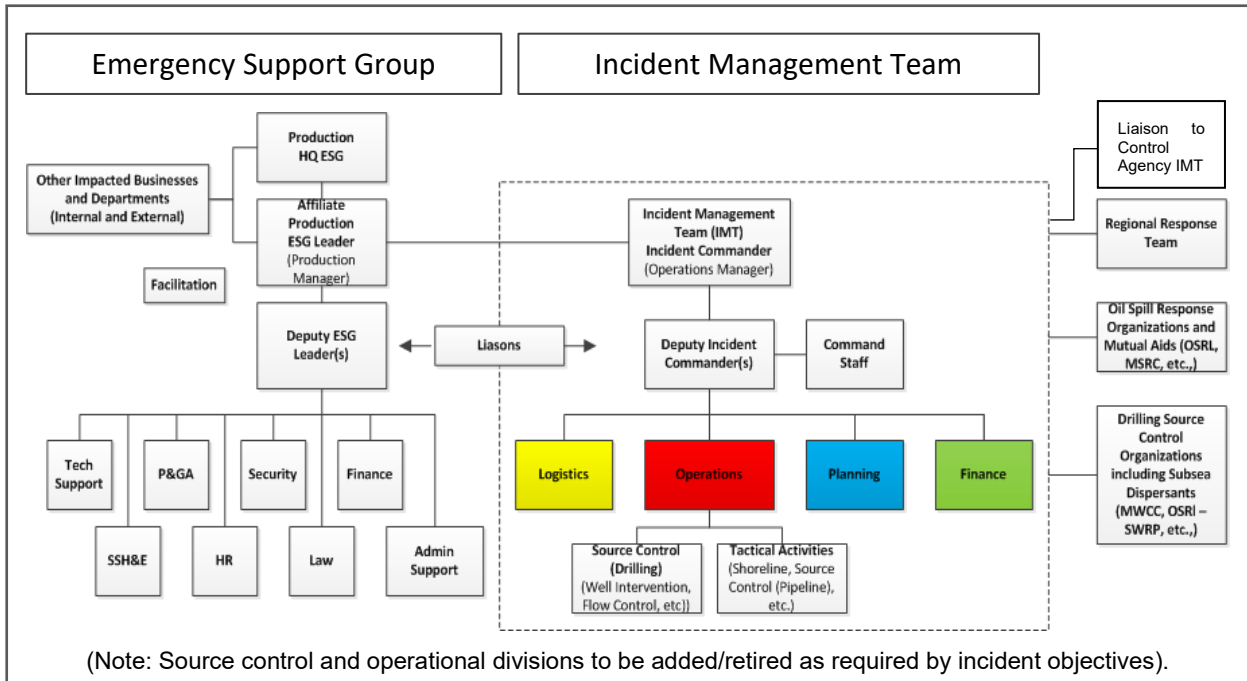 Emergency Support Group
Incident Management Team
Production
HQ ESG
Other Impacted Businesses
and Departments
(Internal and External)
Affiliate
Production
ESG Leader
(Production
Manager)
Facilitation
Deputy ESG
Leader(s)
Liasons
Tech
Support
P&GA
Security
Finance
SSH&E
HR
Law
Admin
Support
Incident Management
Team (IMT)
Incident Commander
(Operations Manager)
Deputy Incident
Commander(s)
Command
Staff
Logistics
Operations
Planning
Finance
Source Control
(Drilling)
(Well Intervention,
Flow Control, etc))
Tactical Activities
(Shoreline, Source
Control (Pipeline),
etc.)
Liaison to
Control
Agency IMT
Regional Response
Team
Oil Spill Response
Organizations and
Mutual Aids (OSRL,
MSRC, etc.,)
Drilling Source
Control
Organizations
including Subsea
Dispersants
(MWCC, OSRl –
SWRP, etc.,)
(Note: Source control and operational divisions to be added/retired as required by incident objectives).